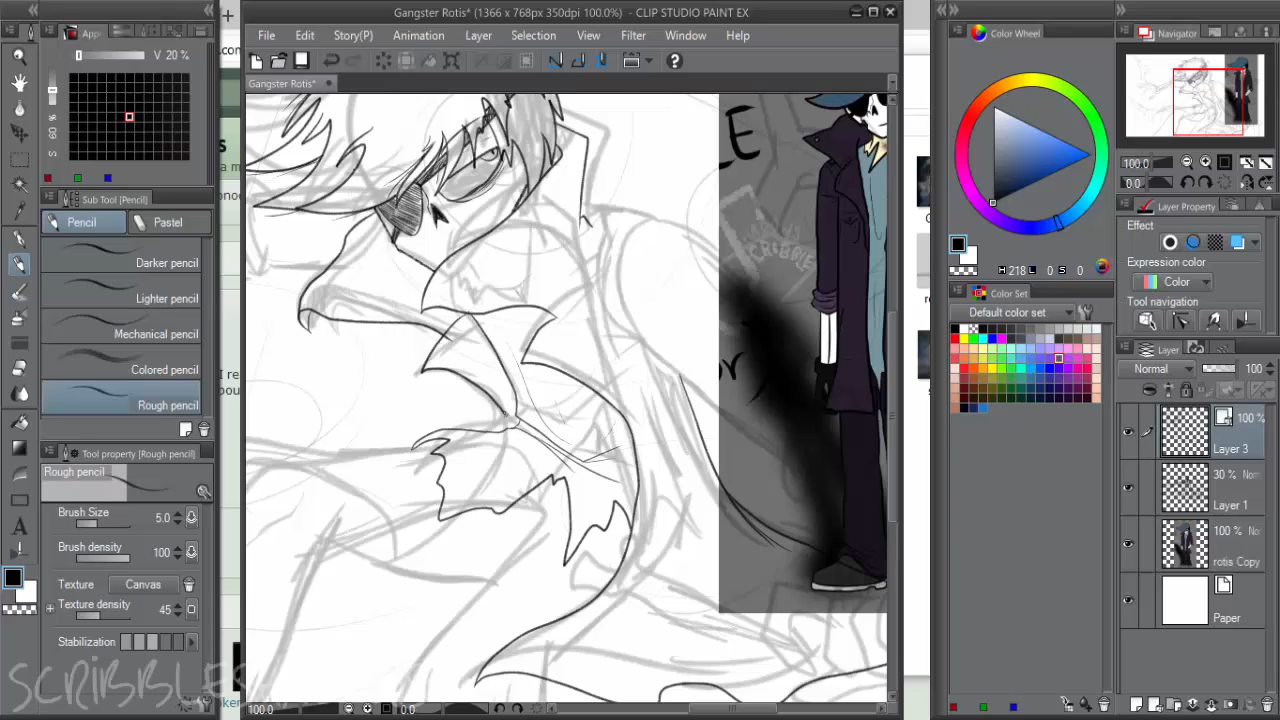 Gangster Rotis* (1366 x 768px 350dpi 100.0%) - CLIP STUDIO PAINT EX
File Edit Story(P) Animation Layer Selection View Filter Window Help
Gangster Rotis*
App
V 20 %
% 09
S
Sub Tool [Pencil]
Pencil
Pastel
Darker pencil
Lighter pencil
Mechanical pencil
Colored pencil
Rough pencil
Tool property [Rough pencil]
Rough pencil
Brush Size 5.0
Brush density 100
Texture Canvas
Texture density 45
Stabilization
SCRIBBLE
100.0 0.0
Color Wheel
H 218 L 0 S 0
Color Set
Default color set
Navigator
100.0
0.0
Layer Property
Effect
Expression color
Color
Tool navigation
Layer
Normal 100
100 %
Layer 3
30 % Nor
Layer 1
100 % No
rotis Copy
Paper